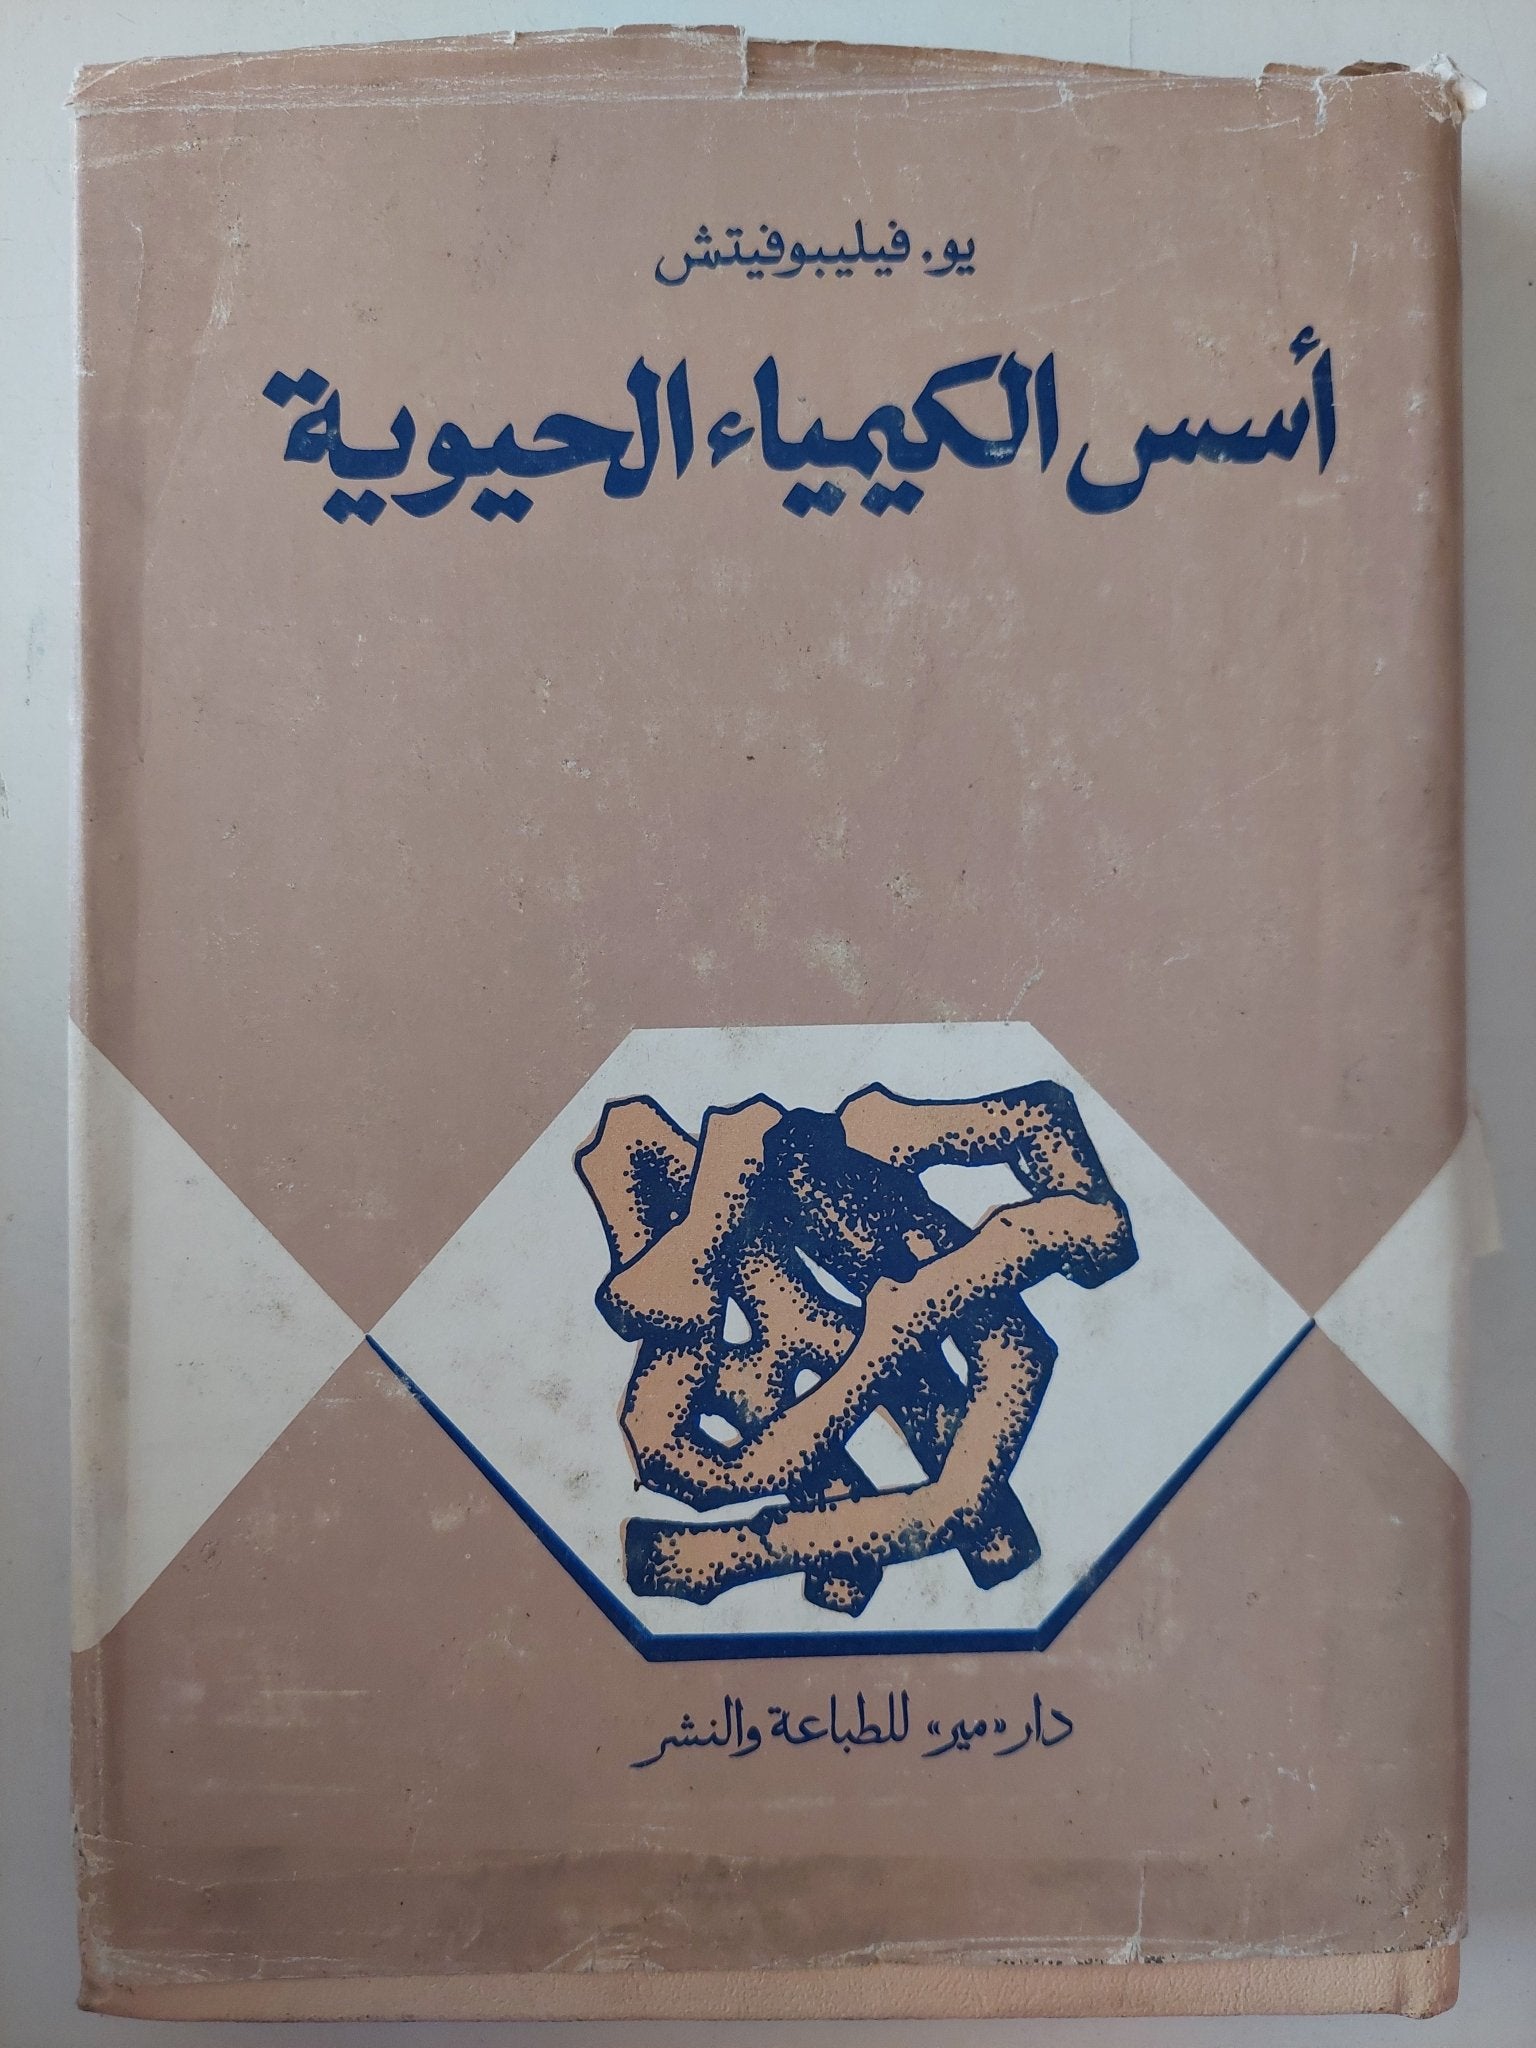 يو. فيليبوفيتش
أسس الكيمياء الحيوية
دار «مير» للطباعة والنشر